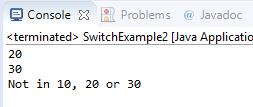 Console Problems @ Javadoc
<terminated> SwitchExample2 [Java Applicatio
20
30
Not in 10, 20 or 30